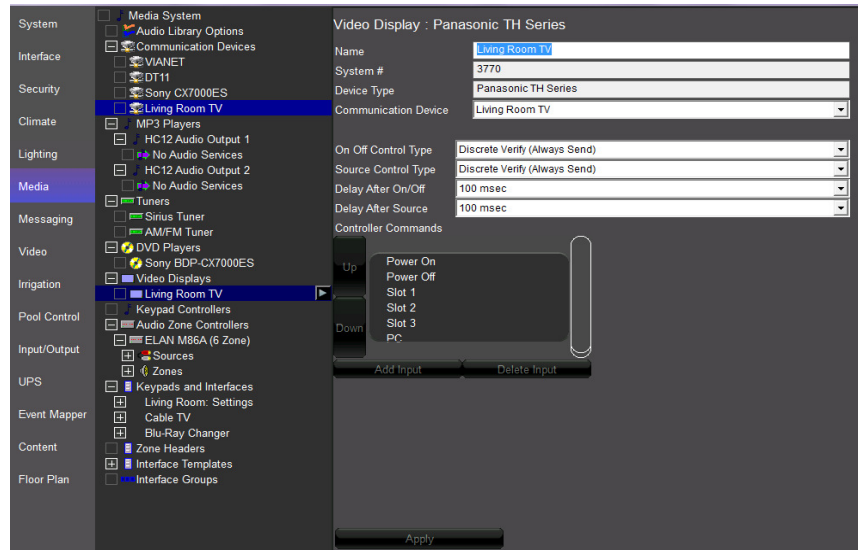 System
Interface
Security
Climate
Lighting
Media
Messaging
Video
Irrigation
Pool Control
Input/Output
UPS
Event Mapper
Content
Floor Plan
Media System
Audio Library Options
Communication Devices
VIANET
DT11
Sony CX7000ES
Living Room TV
MP3 Players
HC12 Audio Output 1
No Audio Services
HC12 Audio Output 2
No Audio Services
Tuners
Sirius Tuner
AM/FM Tuner
DVD Players
Sony BDP-CX7000ES
Video Displays
Living Room TV
Keypad Controllers
Audio Zone Controllers
ELAN M86A (6 Zone)
Sources
Zones
Keypads and Interfaces
Living Room: Settings
Cable TV
Blu-Ray Changer
Zone Headers
Interface Templates
Interface Groups
Video Display : Panasonic TH Series
Name Living Room TV
System # 3770
Device Type Panasonic TH Series
Communication Device Living Room TV
On Off Control Type Discrete Verify (Always Send)
Source Control Type Discrete Verify (Always Send)
Delay After On/Off 100 msec
Delay After Source 100 msec
Controller Commands
Up
Down
Power On
Power Off
Slot 1
Slot 2
Slot 3
PC
Add Input Delete Input
Apply